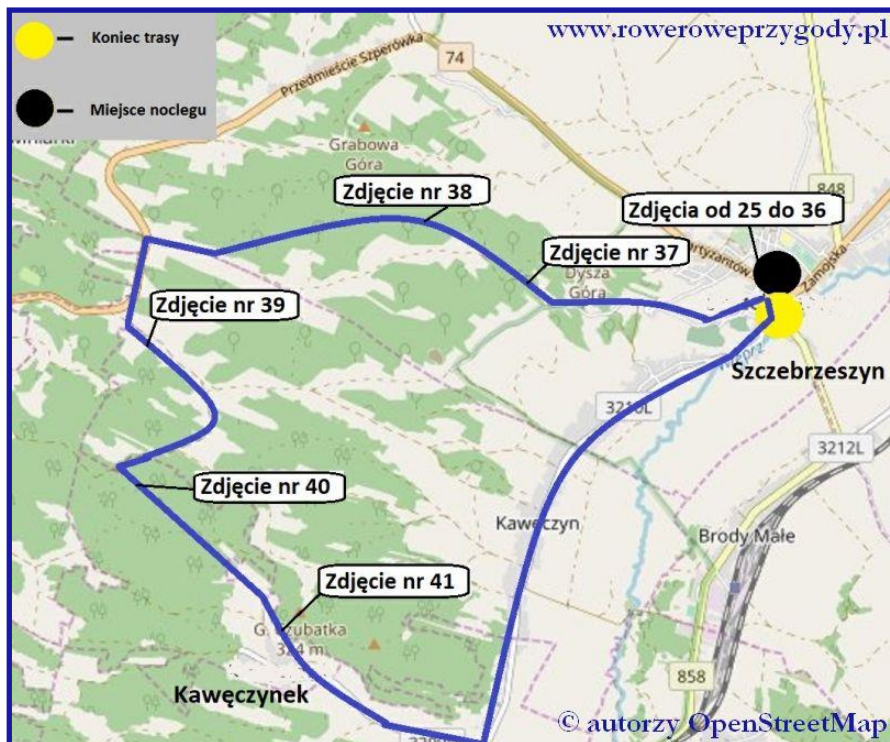 Koniec trasy
www.roweroweprzygody.pl
Miejsce noclegu
Przedmieście Szperówka
74
Grabowa
Góra
Zdjęcie nr 38
Zdjęcia od 25 do 36
848
Zdjęcie nr 37
Dysza
Góra
Zamojska
Zdjęcie nr 39
Szczebrzeszyn
3210L
3212L
Zdjęcie nr 40
Kawęczyn
Brody Małe
Zdjęcie nr 41
G. Czubatka
324 m
858
Kawęczynek
© autorzy OpenStreetMap